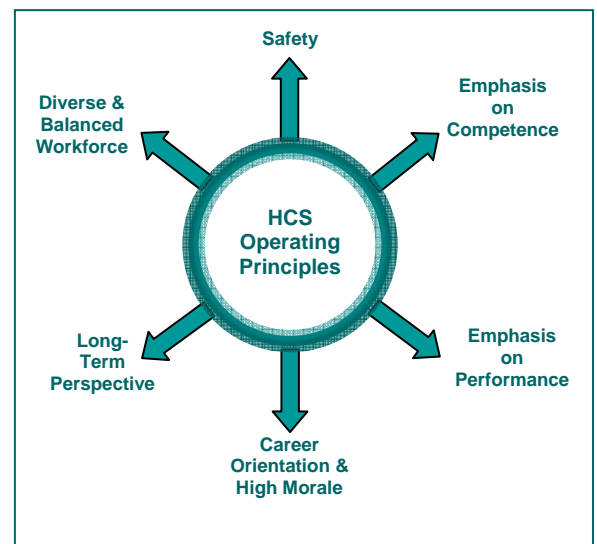 Safety
Emphasis
on
Competence
Diverse &
Balanced
Workforce
HCS
Operating
Principles
Long-
Term
Perspective
Emphasis
on
Performance
Career
Orientation &
High Morale